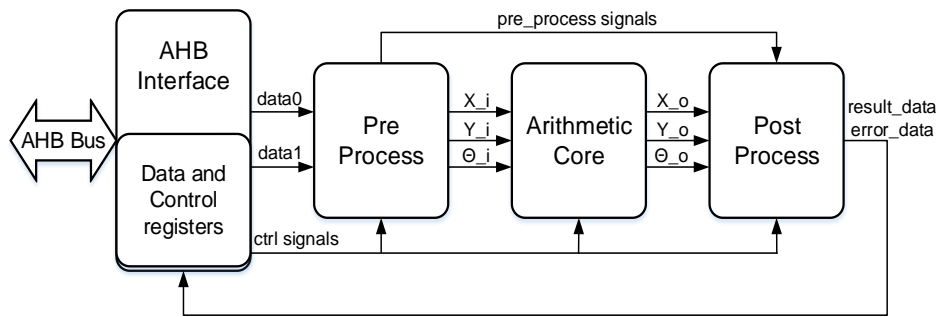 pre_process signals
AHB
Interface
AHB Bus
Data and
Control
registers
data0
data1
ctrl signals
Pre
Process
X_i
Y_i
Θ_i
Arithmetic
Core
X_o
Y_o
Θ_o
Post
Process
result_data
error_data